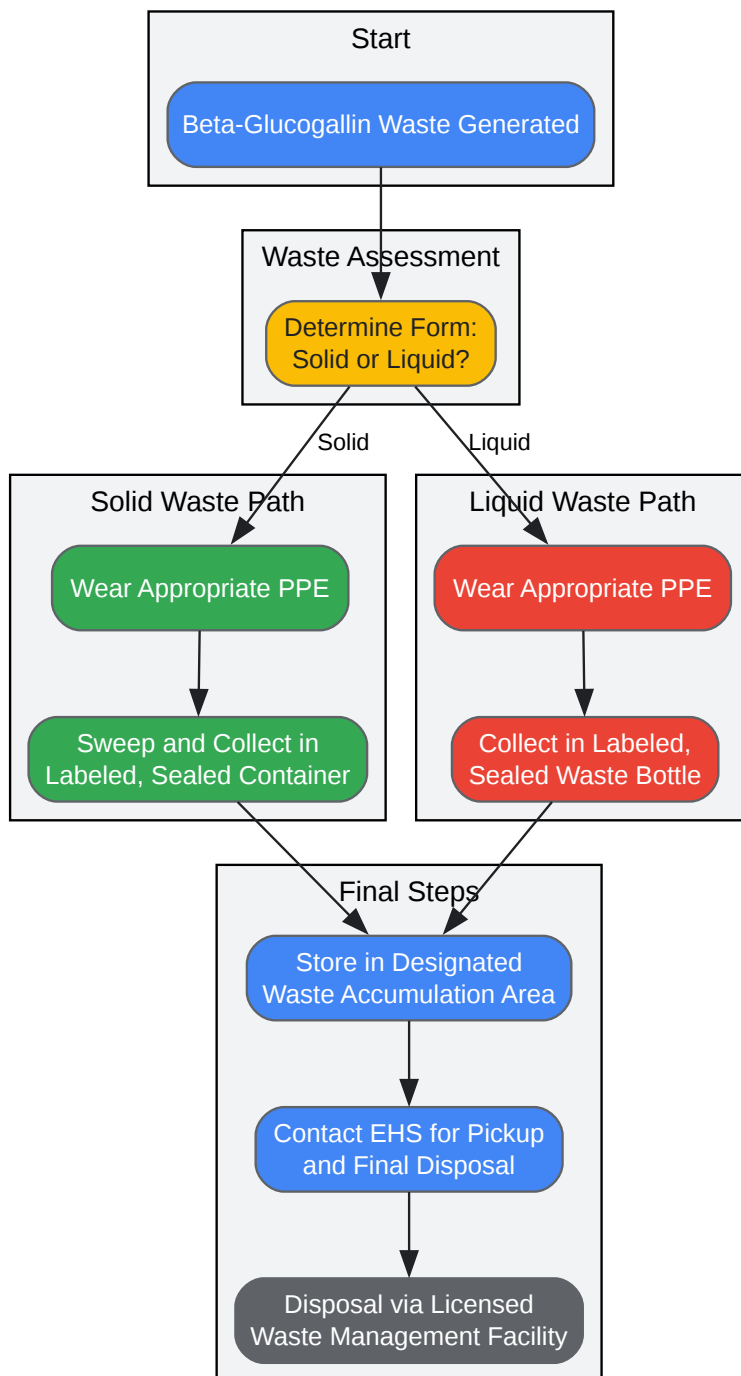 Start
Beta-Glucogallin Waste Generated
Waste Assessment
Determine Form:
Solid or Liquid?
Solid
Liquid
Solid Waste Path
Liquid Waste Path
Wear Appropriate PPE
Wear Appropriate PPE
Sweep and Collect in
Labeled, Sealed Container
Collect in Labeled,
Sealed Waste Bottle
Final Steps
Store in Designated
Waste Accumulation Area
Contact EHS for Pickup
and Final Disposal
Disposal via Licensed
Waste Management Facility